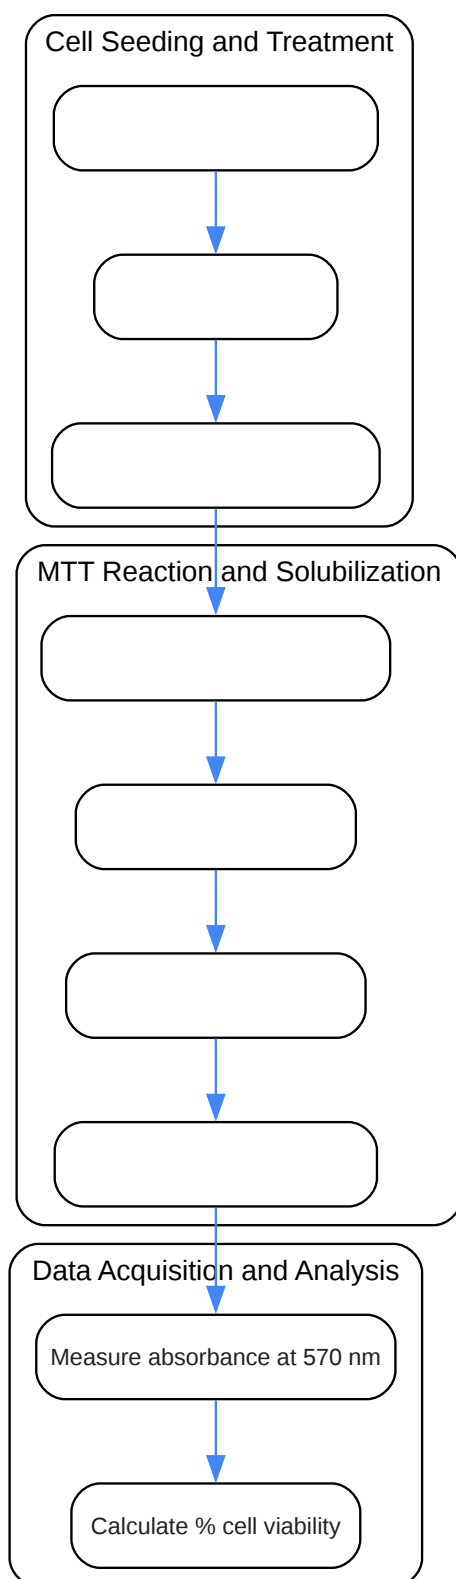 Cell Seeding and Treatment
MTT Reaction and Solubilization
Data Acquisition and Analysis
Measure absorbance at 570 nm
Calculate % cell viability